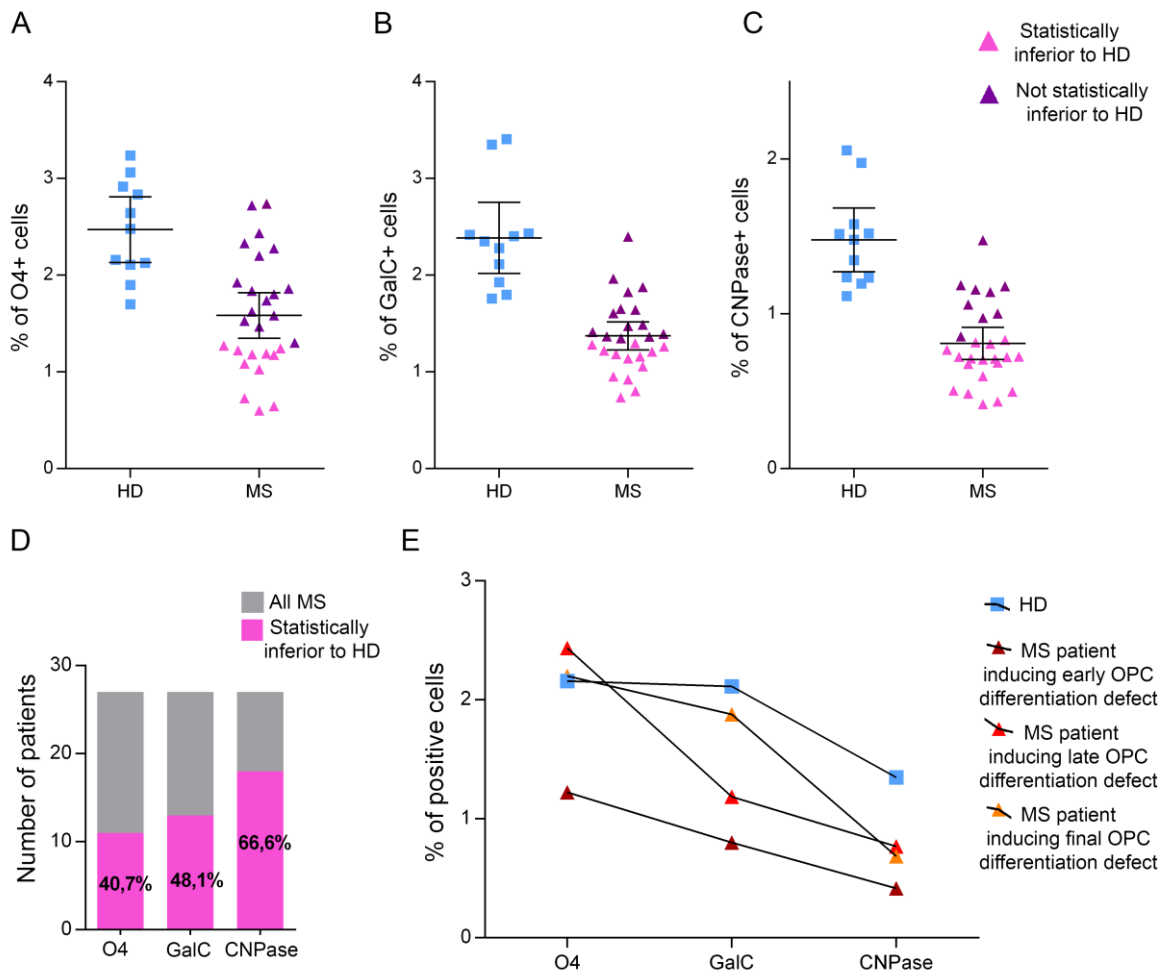 A
B
C
Statistically
inferior to HD
Not statistically
inferior to HD
% of O4+ cells
4
3
2
1
0
HD
MS
% of GalC+ cells
4
3
2
1
0
HD
MS
% of CNPase+ cells
2
1
0
HD
MS
D
All MS
Statistically
inferior to HD
Number of patients
30
20
10
0
40,7%
48,1%
66,6%
O4
GalC
CNPase
E
% of positive cells
3
2
1
0
O4
GalC
CNPase
HD
MS patient
inducing early OPC
differentiation defect
MS patient
inducing late OPC
differentiation defect
MS patient
inducing final OPC
differentiation defect